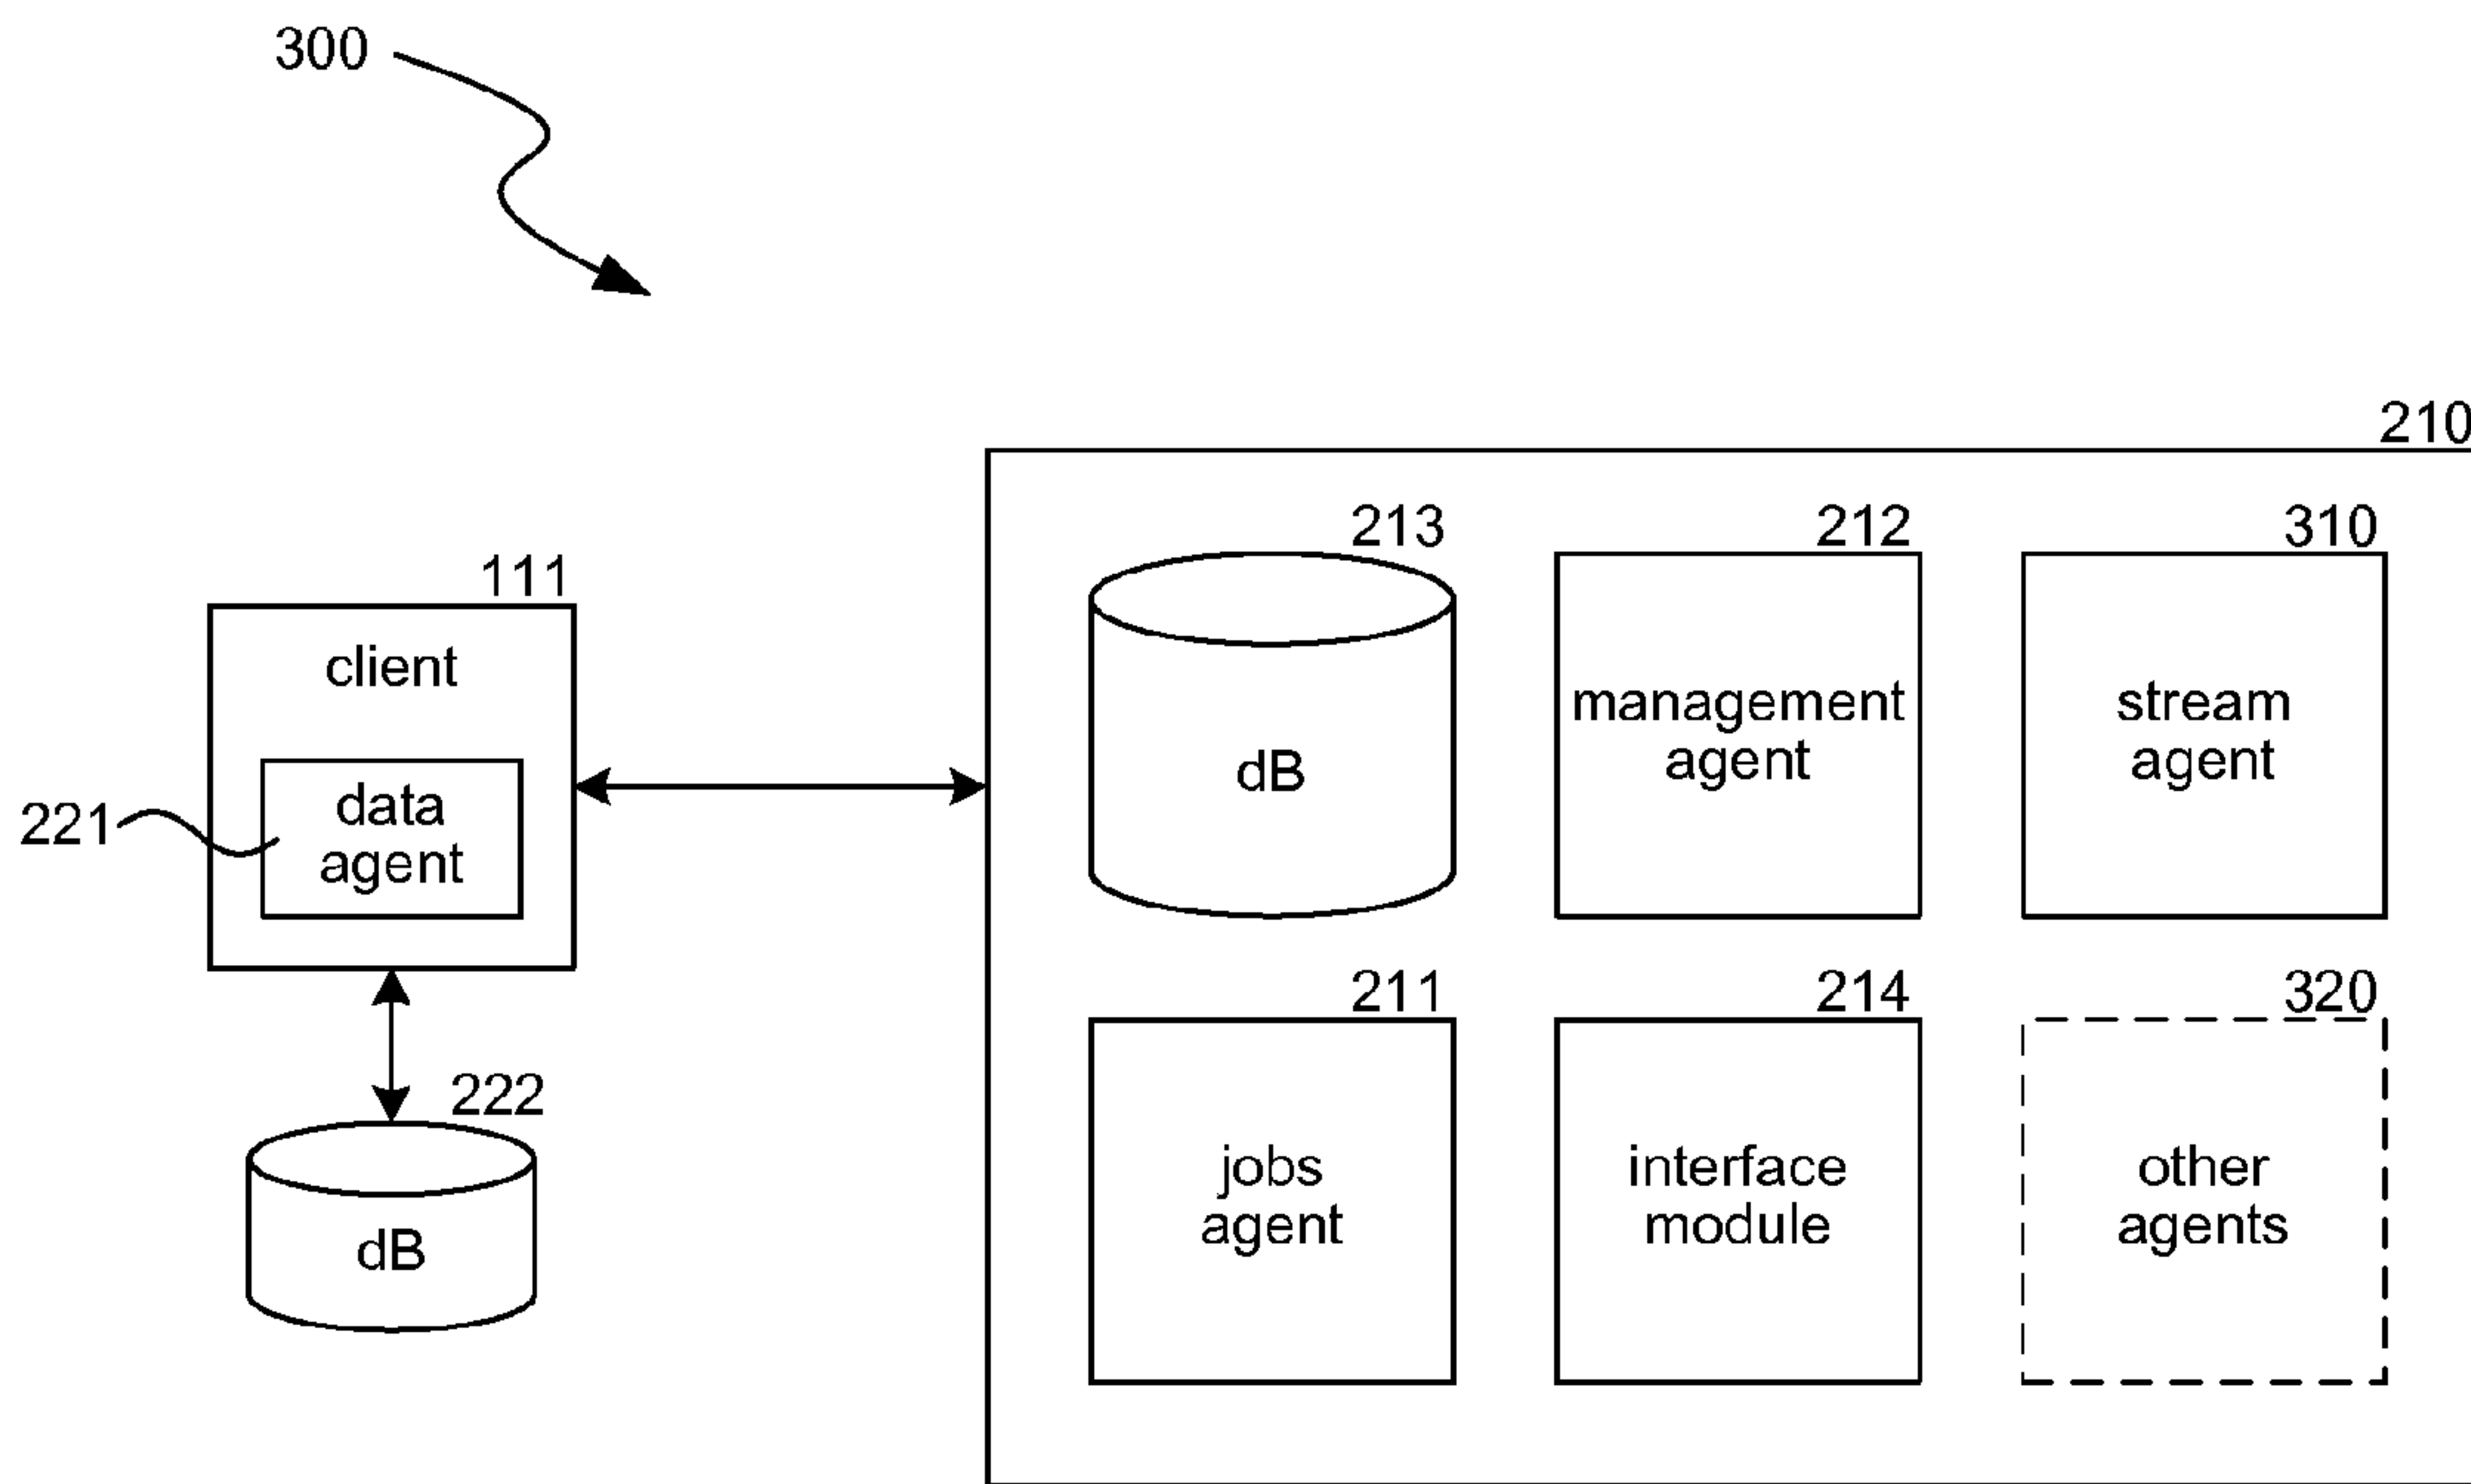 300
210
213
212
310
111
client
management
agent
stream
agent
dB
data
agent
221
211
214
320
222
jobs
agent
interface
module
other
agents
dB